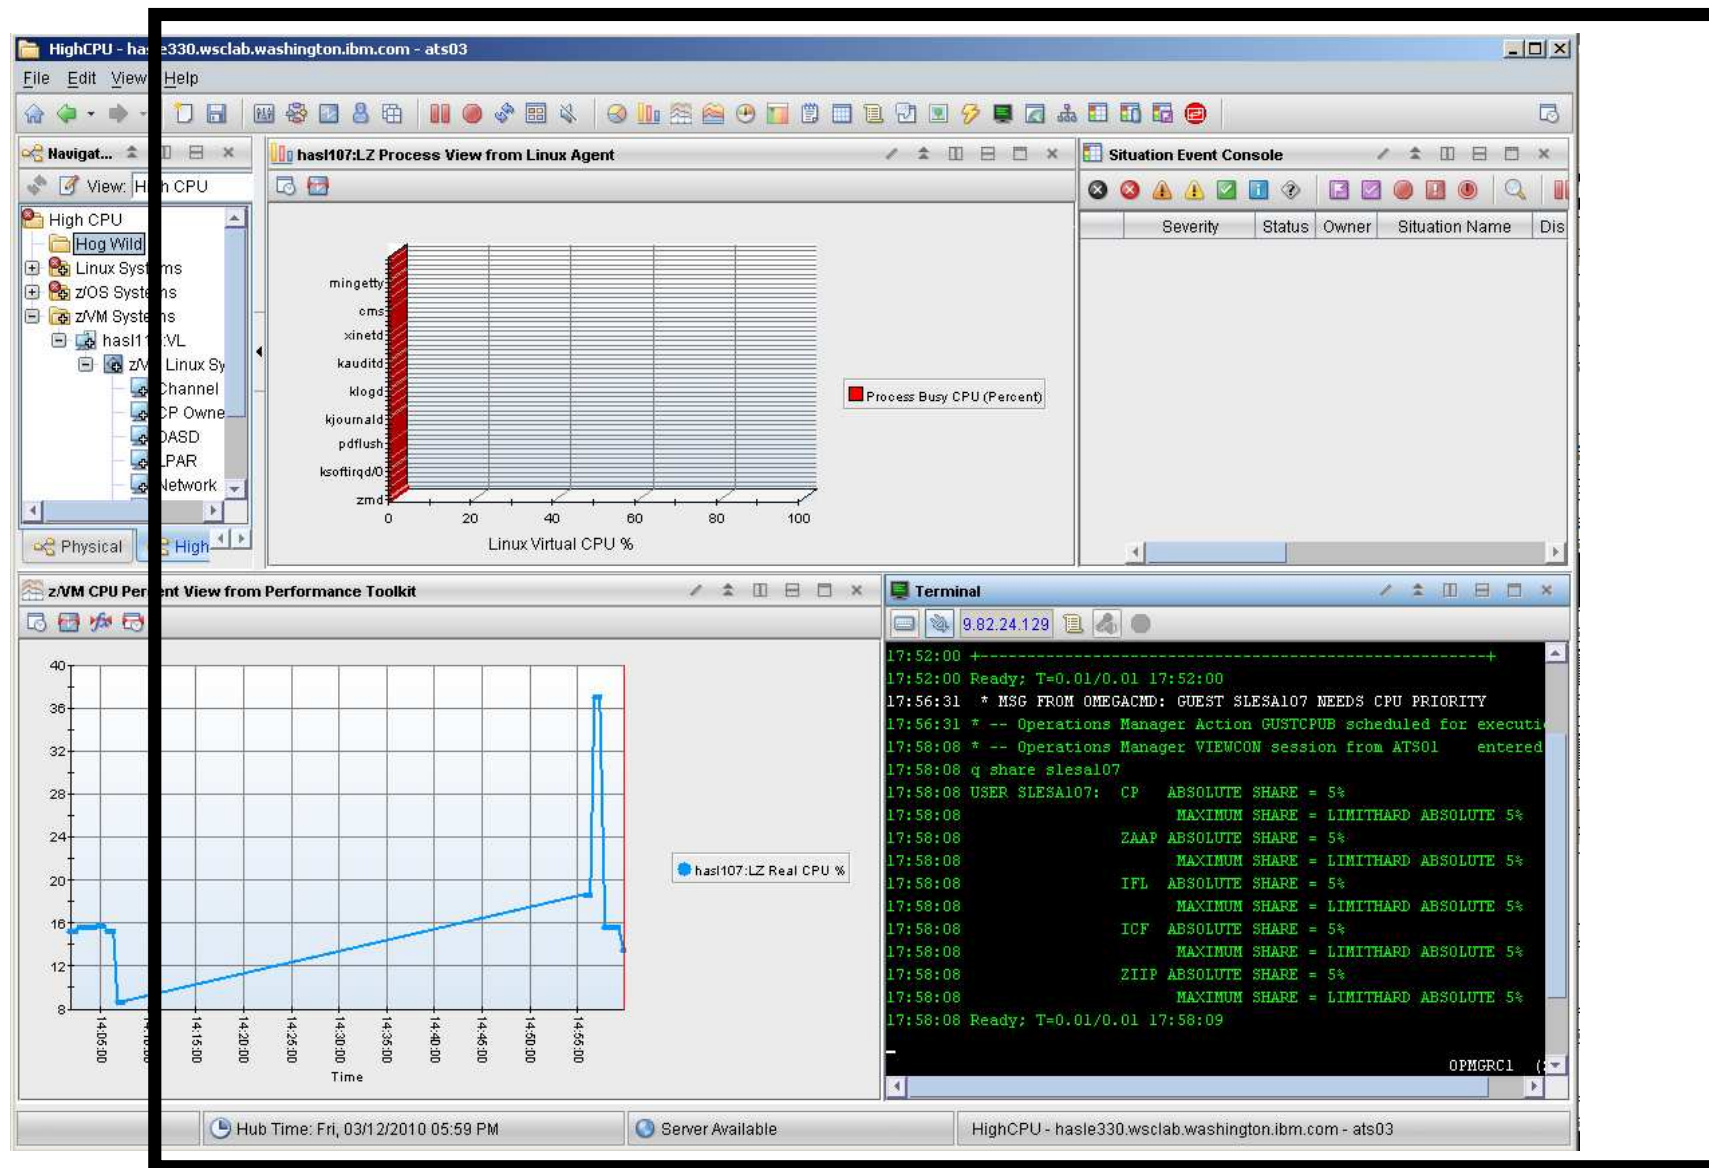 HighCPU - hasle330.wsclab.washington.ibm.com - ats03
File Edit View Help
Navigat...
View: High CPU
High CPU
Hog Wild
Linux Systems
z/OS Systems
z/VM Systems
:VL
Linux Sy
Channel
CP Owne
DASD
LPAR
Network
Physical
High
hasl107:LZ Process View from Linux Agent
mingetty
cms
xinetd
kauditd
klogd
kjournald
pdflush
ksoftirqd/0
zmd
0 20 40 60 80 100
Linux Virtual CPU %
Process Busy CPU (Percent)
Situation Event Console
Severity Status Owner Situation Name Dis
z/VM CPU Percent View from Performance Toolkit
40
36
32
28
24
20
16
12
8
14:05:00 14:15:00 14:20:00 14:25:00 14:30:00 14:35:00 14:40:00 14:45:00 14:50:00 14:55:00
Time
hasl107:LZ Real CPU %
Terminal
9.82.24.129
17:52:00 +------------------------------------------------------+
17:52:00 Ready; T=0.01/0.01 17:52:00
17:56:31 * MSG FROM OMEGACMD: GUEST SLESA107 NEEDS CPU PRIORITY
17:56:31 * -- Operations Manager Action GUSTCPUB scheduled for executi
17:58:08 * -- Operations Manager VIEWCON session from ATS01 entered
17:58:08 q share slesa107
17:58:08 USER SLESA107: CP ABSOLUTE SHARE = 5%
17:58:08 MAXIMUM SHARE = LIMITHARD ABSOLUTE 5%
17:58:08 ZAAP ABSOLUTE SHARE = 5%
17:58:08 MAXIMUM SHARE = LIMITHARD ABSOLUTE 5%
17:58:08 IFL ABSOLUTE SHARE = 5%
17:58:08 MAXIMUM SHARE = LIMITHARD ABSOLUTE 5%
17:58:08 ICF ABSOLUTE SHARE = 5%
17:58:08 MAXIMUM SHARE = LIMITHARD ABSOLUTE 5%
17:58:08 ZIIP ABSOLUTE SHARE = 5%
17:58:08 MAXIMUM SHARE = LIMITHARD ABSOLUTE 5%
17:58:08 Ready; T=0.01/0.01 17:58:09
OPMGRC1
Hub Time: Fri, 03/12/2010 05:59 PM
Server Available
HighCPU - hasle330.wsclab.washington.ibm.com - ats03